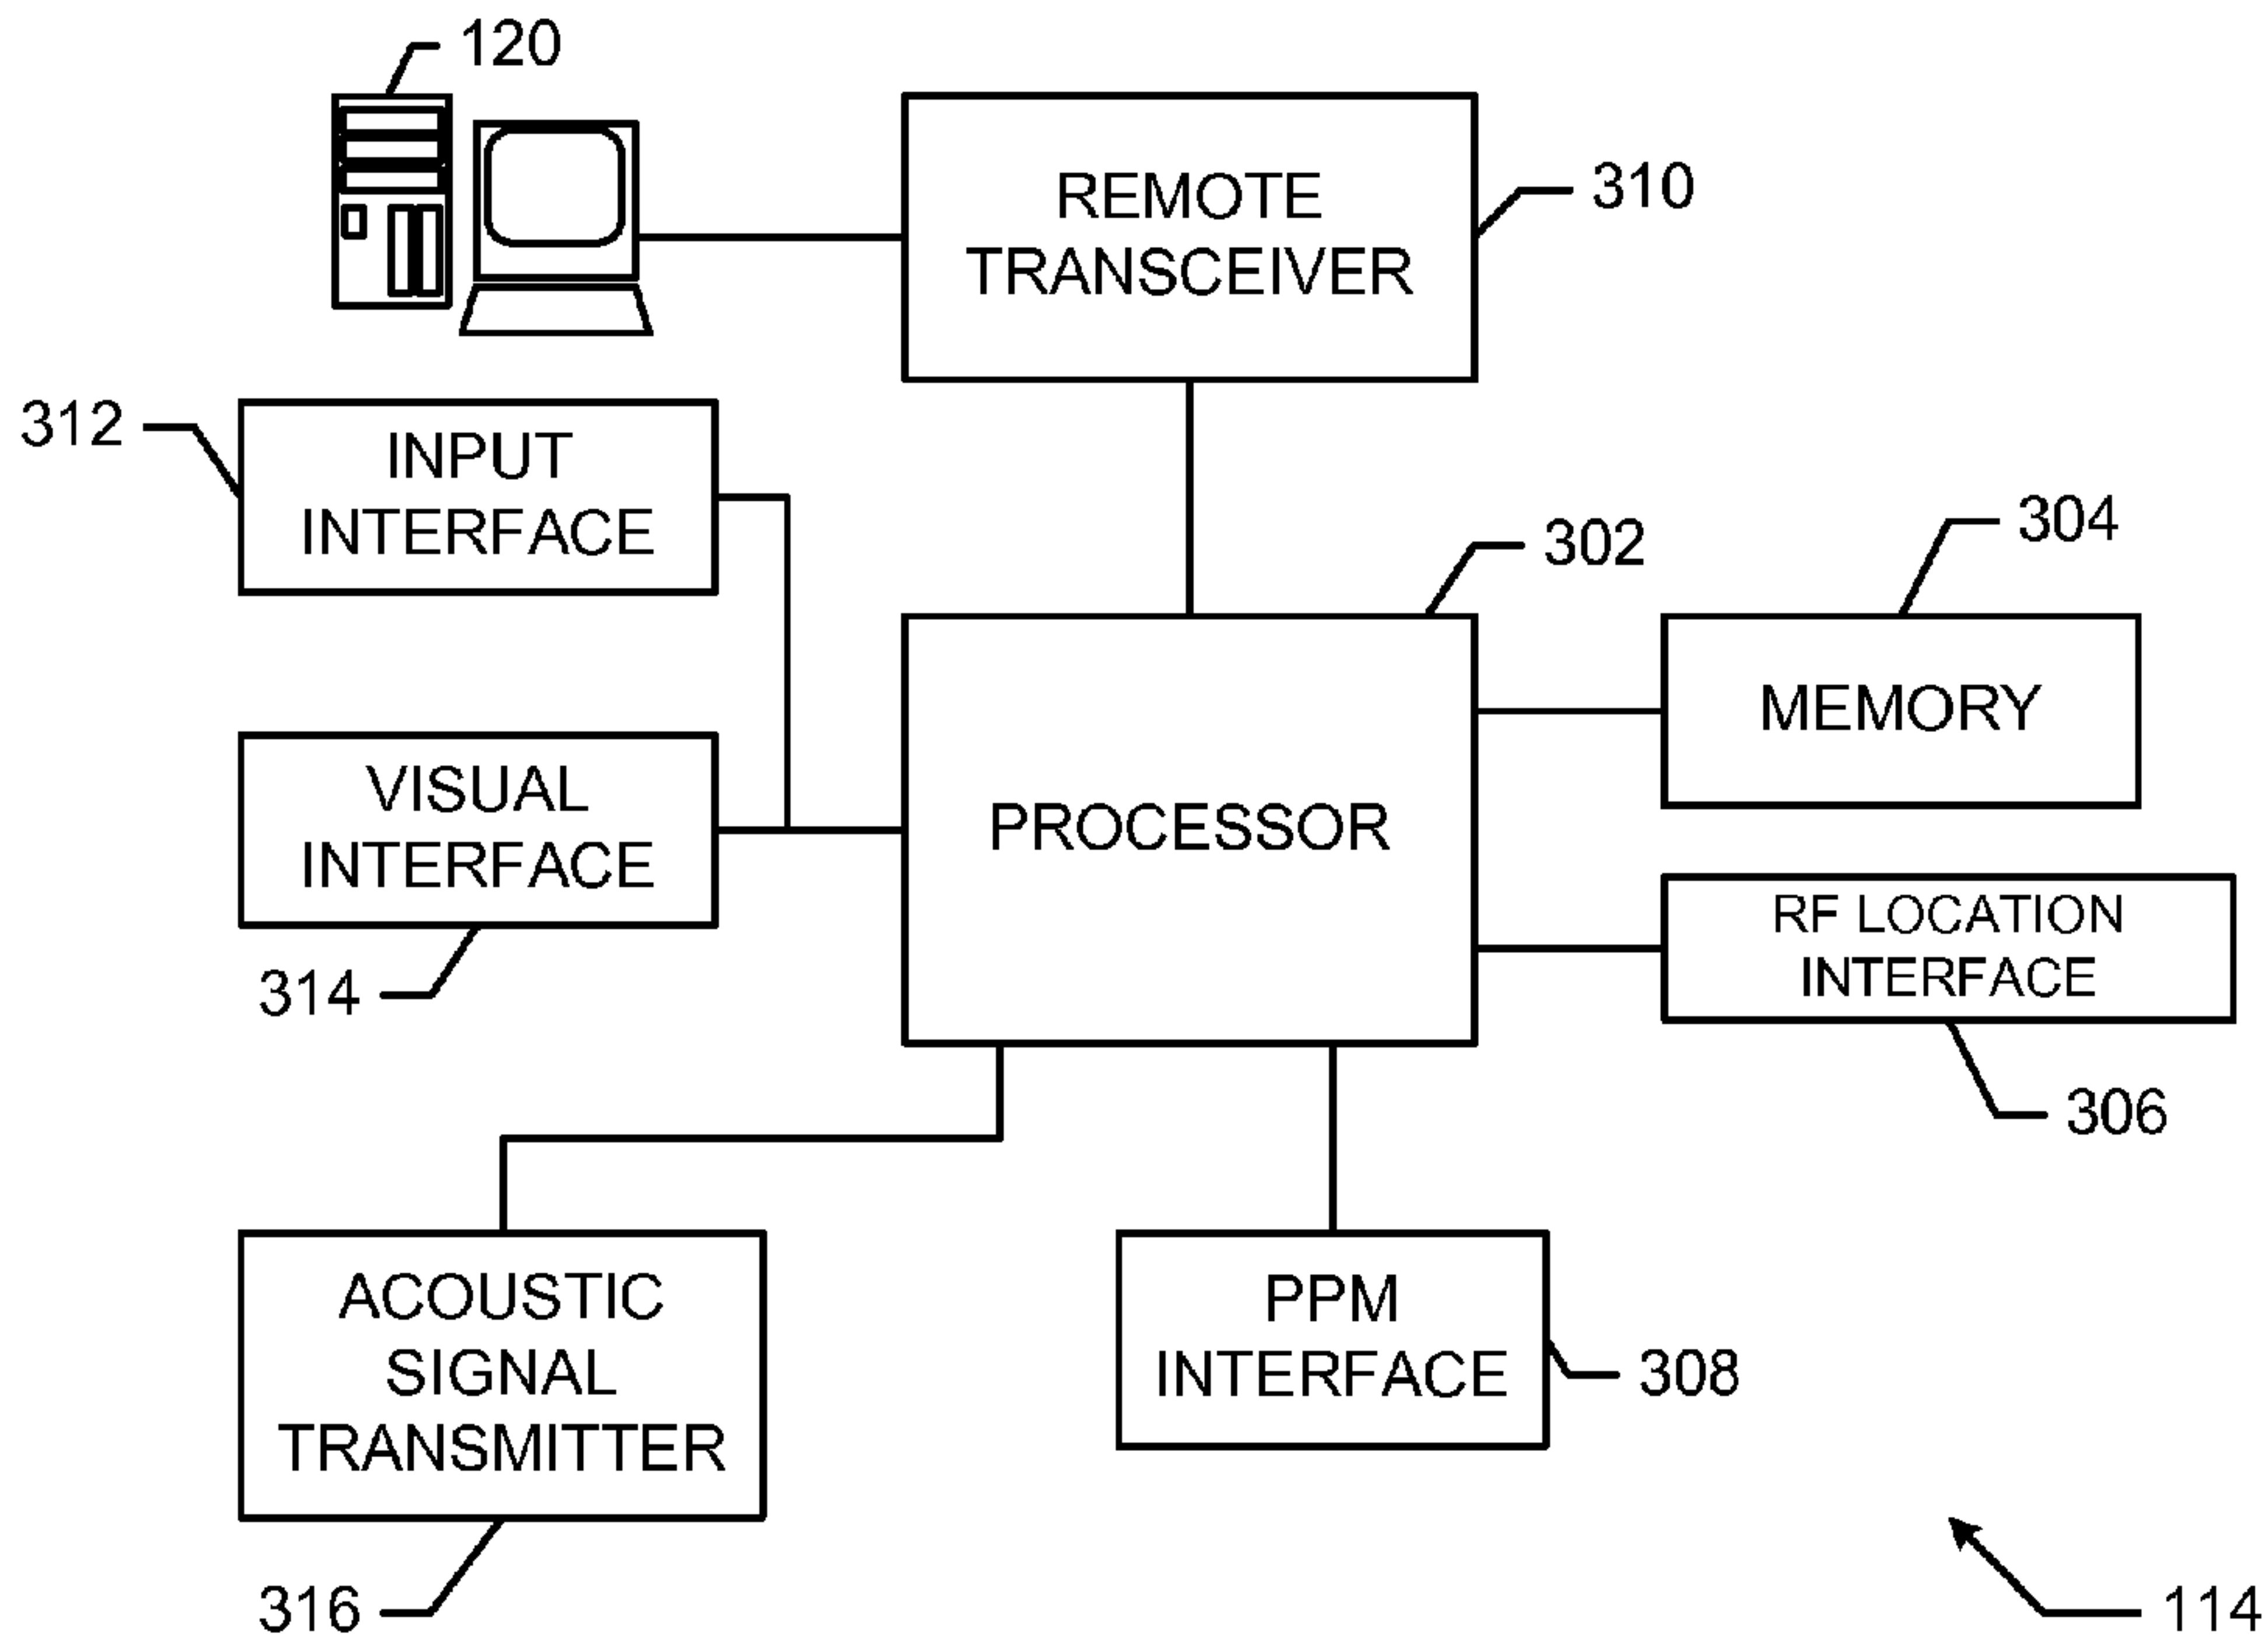 120
REMOTE
TRANSCEIVER
310
312
INPUT
INTERFACE
302
304
MEMORY
VISUAL
INTERFACE
PROCESSOR
314
RF LOCATION
INTERFACE
306
ACOUSTIC
SIGNAL
TRANSMITTER
PPM
INTERFACE
308
316
114